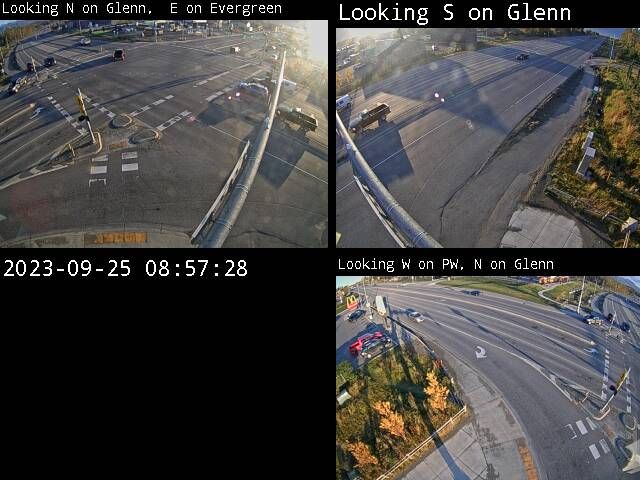 Looking N on Glenn, E on Evergreen
Looking S on Glenn
2023-09-25 08:57:28
Looking W on PW, N on Glenn